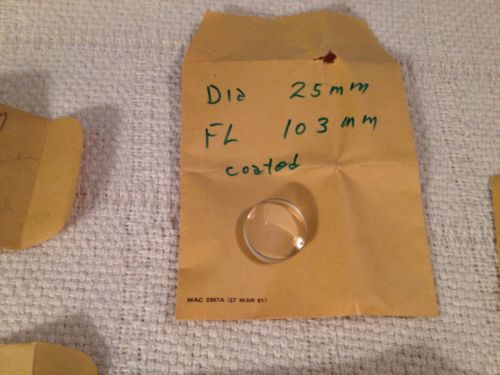 Dia 25mm
FL 103mm
coated
MAC 2567A (27 MAR 61)